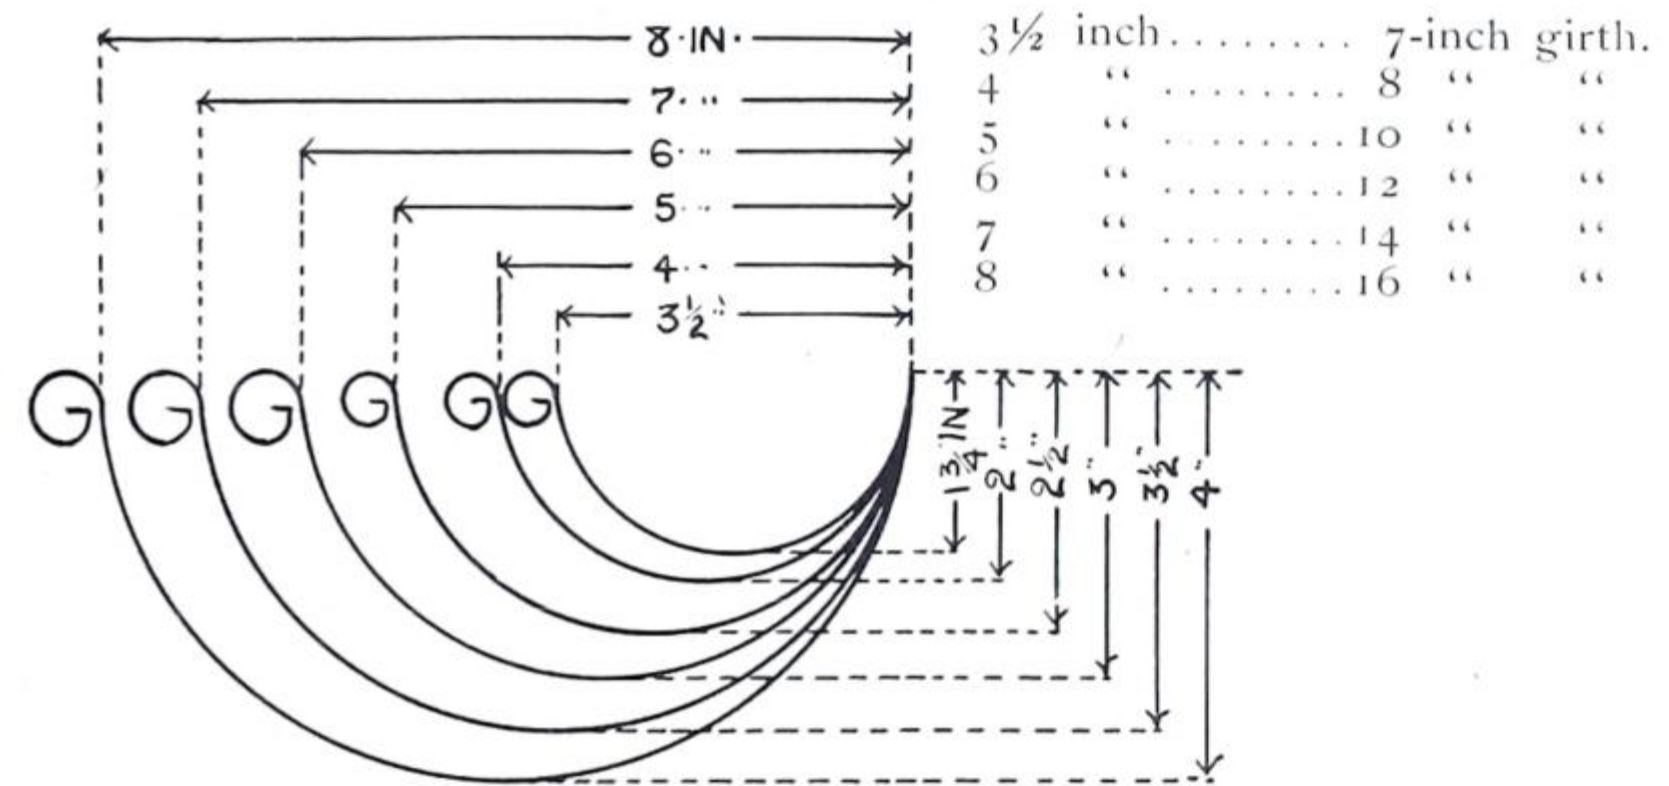 8 IN.
7 "
6 "
5 "
4 "
3½"
3½ inch........ 7-inch girth.
4 “ ........ 8 “ “
5 “ ........10 “ “
6 “ ........12 “ “
7 “ ........14 “ “
8 “ ........16 “ “
G G G G G G
1¾ IN
2"
2½"
3"
3½"
4"